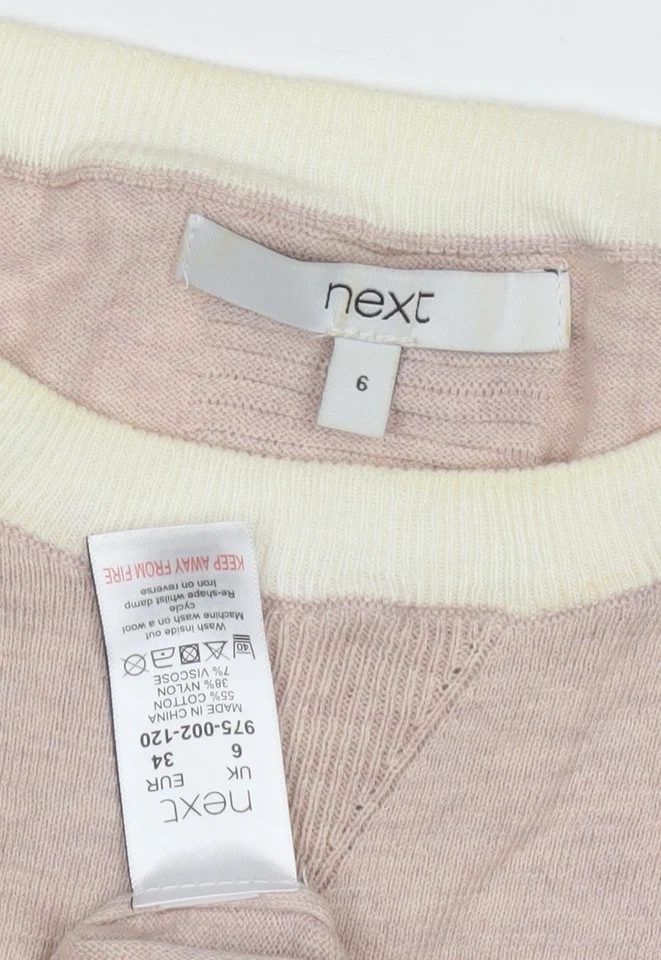 next
6
next
UK EUR
6 34
975-002-120
MADE IN CHINA
55% COTTON
38% NYLON
7% VISCOSE
40
Wash inside out
Machine wash on a wool
cycle
Re-shape whilst damp
Iron on reverse
KEEP AWAY FROM FIRE